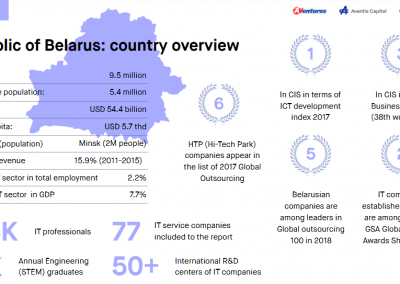 AVentures Aventis Capital
blic of Belarus: country overview
9.5 million
e population: 5.4 million
USD 54.4 billion
pita: USD 5.7 thd
(population) Minsk (2M people)
evenue 15.9% (2011-2015)
sector in total employment 2.2%
T sector in GDP 7.7%
K IT professionals
77 IT service companies
included to the report
Annual Engineering
(STEM) graduates
50+ International R&D
centers of IT companies
6
HTP (Hi-Tech Park)
companies appear in
the list of 2017 Global
Outsourcing
1
In CIS in terms of
ICT development
index 2017
3
In CIS i
Business
(38th w
5
Belarusian
companies are
among leaders in
Global outsourcing
100 in 2018
IT com
establishe
are among
GSA Global
Awards Sh